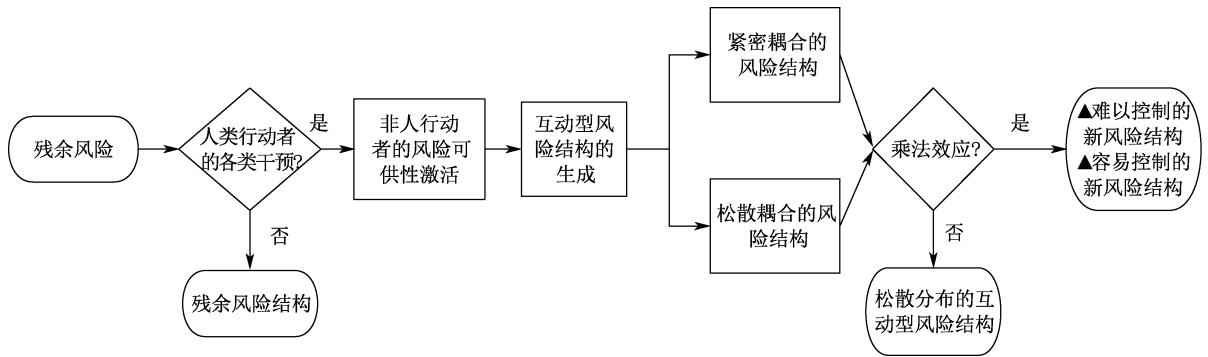 残余风险
人类行动者
的各类干预?
是
否
残余风险结构
非人行动
者的风险可
供性激活
互动型风
险结构的
生成
紧密耦合的
风险结构
松散耦合的风
险结构
乘法效应?
是
否
▲难以控制的
新风险结构
▲容易控制的
新风险结构
松散分布的互
动型风险结构